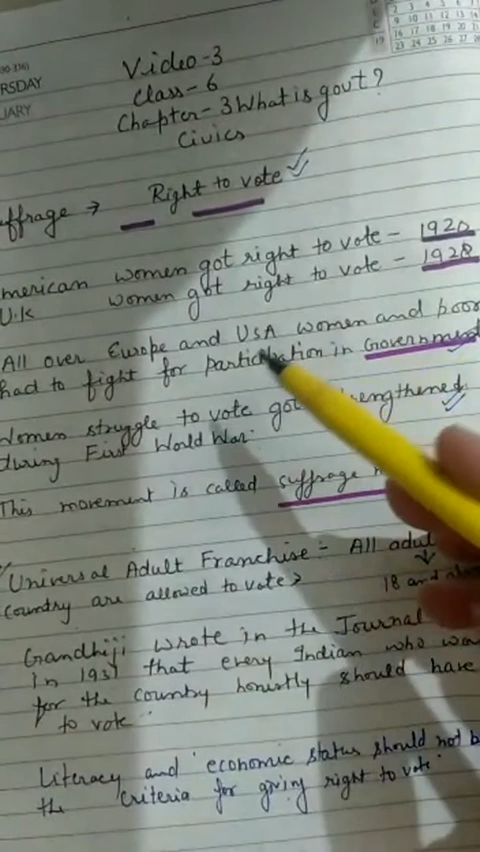 RSDAY
UARY
Video-3
Class-6
Chapter-3 What is govt?
Civics
uffrage → Right to vote
merican women got right to vote - 1920
U.K women got right to vote - 1928
All over Europe and USA women and poor
had to fight for participation in Government
Women struggle to vote got strengthened
during First World War.
This movement is called suffrage
Universal Adult Franchise - All adul
country are allowed to vote>
18 and
Gandhiji wrote in the Journal
in 1931 that every Indian who
for the country honestly should have
to vote
Literacy and economic status should not b
the criteria for giving right to vote